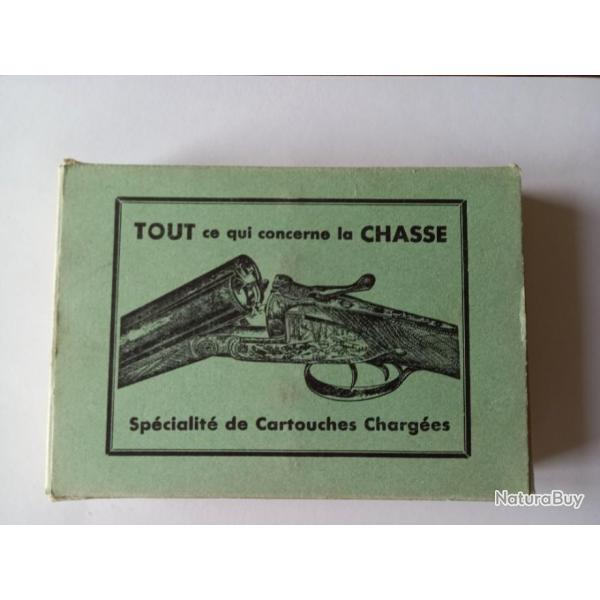 TOUT ce qui concerne la CHASSE
Spécialité de Cartouches Chargées
NaturaBuy